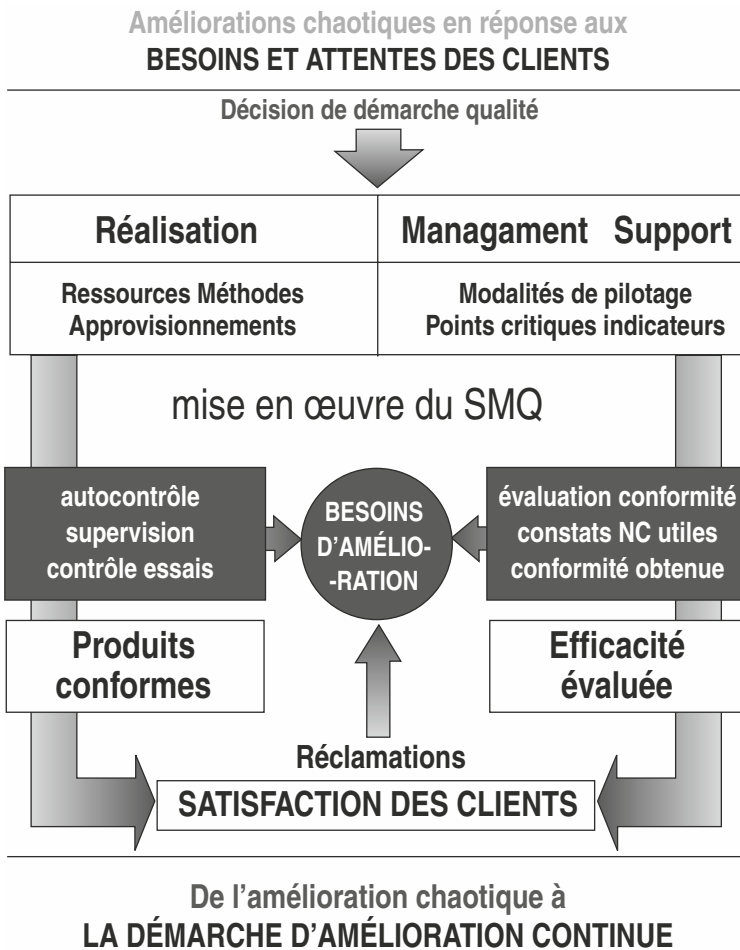 Améliorations chaotiques en réponse aux
BESOINS ET ATTENTES DES CLIENTS
Décision de démarche qualité
Réalisation
Managament Support
Ressources Méthodes
Approvisionnements
Modalités de pilotage
Points critiques indicateurs
mise en œuvre du SMQ
autocontrôle
supervision
contrôle essais
BESOINS
D'AMÉLIO-
-RATION
évaluation conformité
constats NC utiles
conformité obtenue
Produits
conformes
Efficacité
évaluée
Réclamations
SATISFACTION DES CLIENTS
De l'amélioration chaotique à
LA DÉMARCHE D'AMÉLIORATION CONTINUE